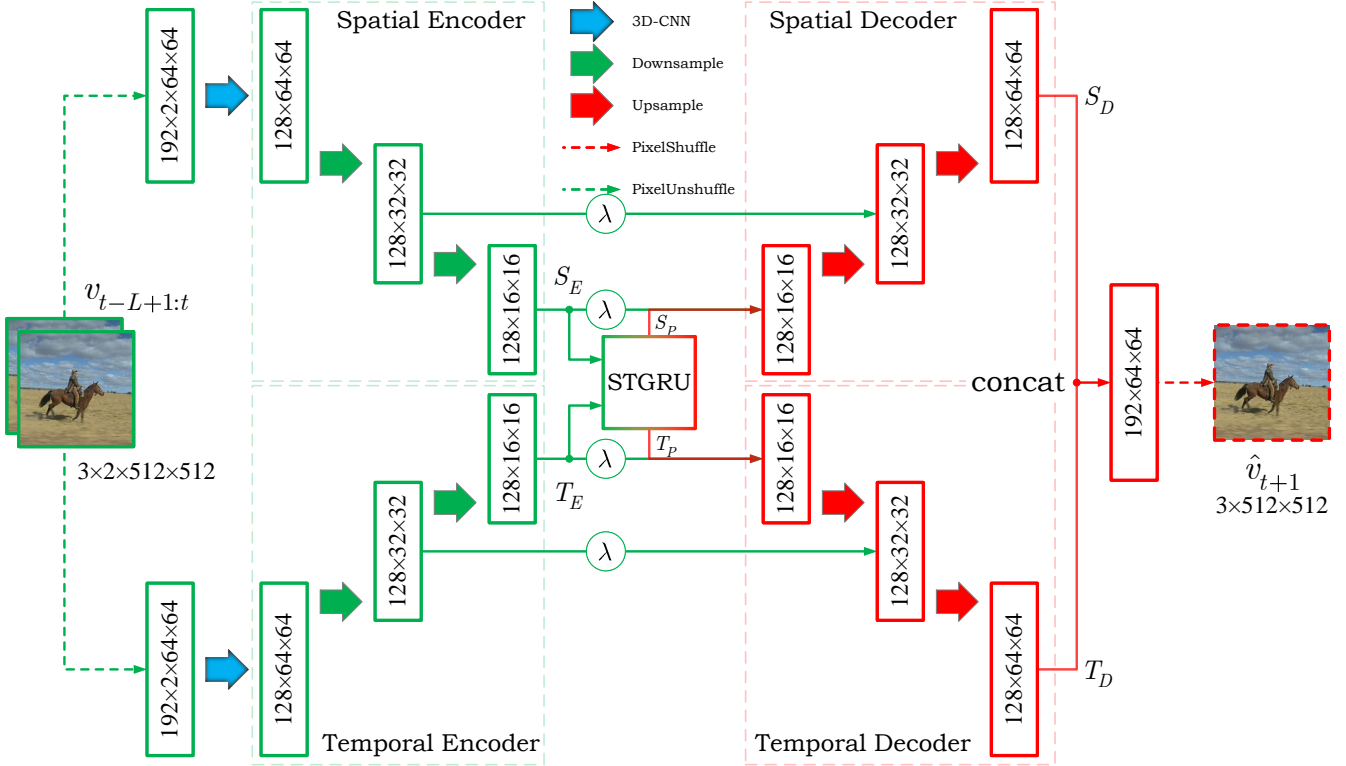 Spatial Encoder
3D-CNN
Downsample
Upsample
PixelShuffle
PixelUnshuffle
Spatial Decoder
192×2×64×64
128×64×64
128×32×32
128×16×16
λ
S_E
λ
S_P
128×16×16
128×32×32
128×64×64
S_D
v_{t−L+1:t}
3×2×512×512
STGRU
concat
192×64×64
v̂_{t+1}
3×512×512
192×2×64×64
128×64×64
128×32×32
128×16×16
T_E
λ
T_P
λ
128×16×16
128×32×32
128×64×64
T_D
Temporal Encoder
Temporal Decoder